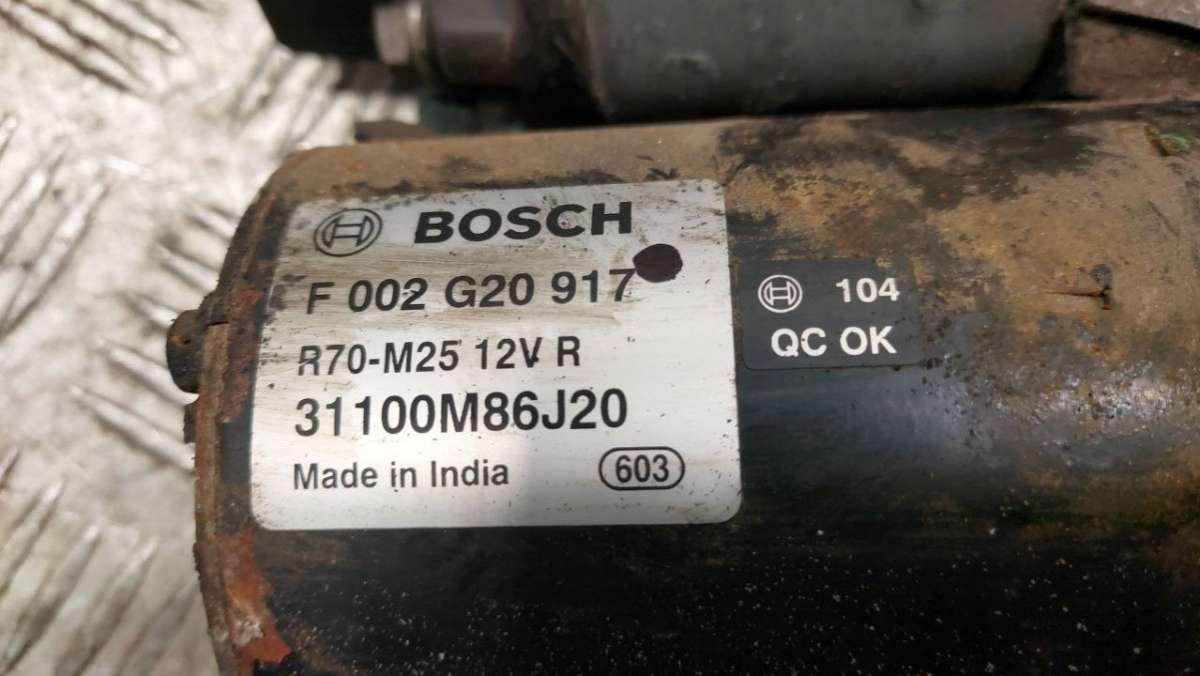 BOSCH
F 002 G20 917
R70-M25 12V R
31100M86J20
Made in India 603
104
QC OK